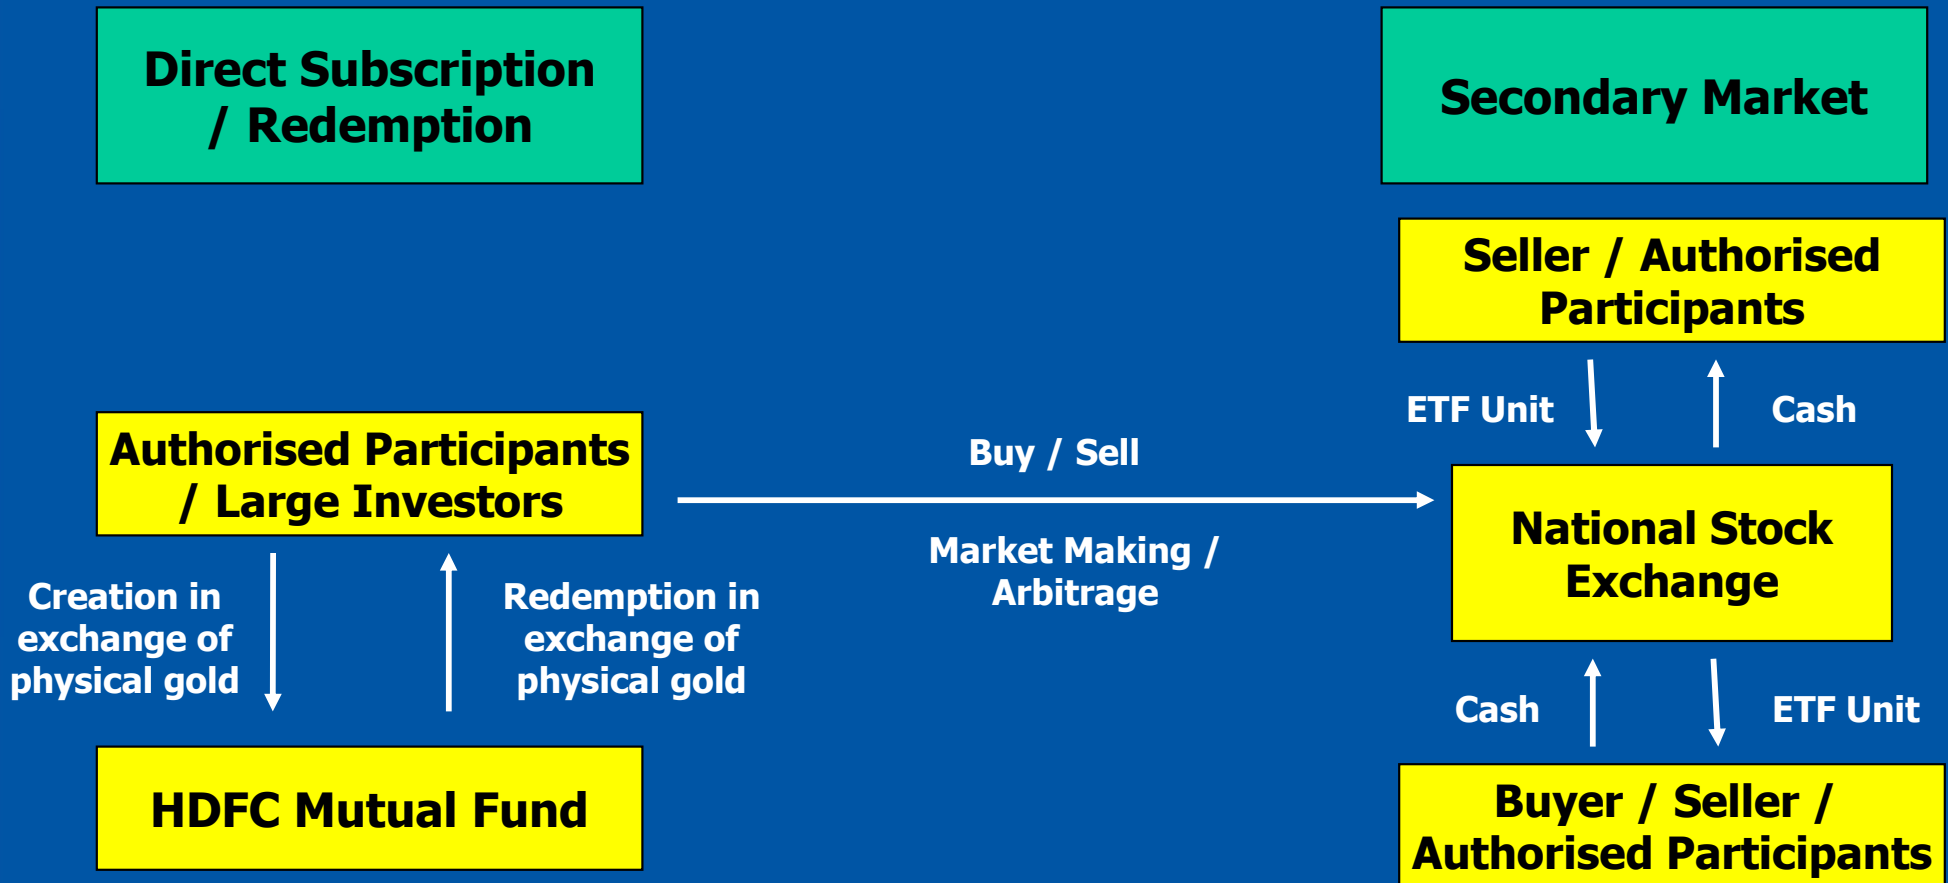 Direct Subscription
/ Redemption
Secondary Market
Seller / Authorised
Participants
ETF Unit
Cash
Authorised Participants
/ Large Investors
Buy / Sell
Market Making /
Arbitrage
National Stock
Exchange
Creation in
exchange of
physical gold
Redemption in
exchange of
physical gold
Cash
ETF Unit
HDFC Mutual Fund
Buyer / Seller /
Authorised Participants